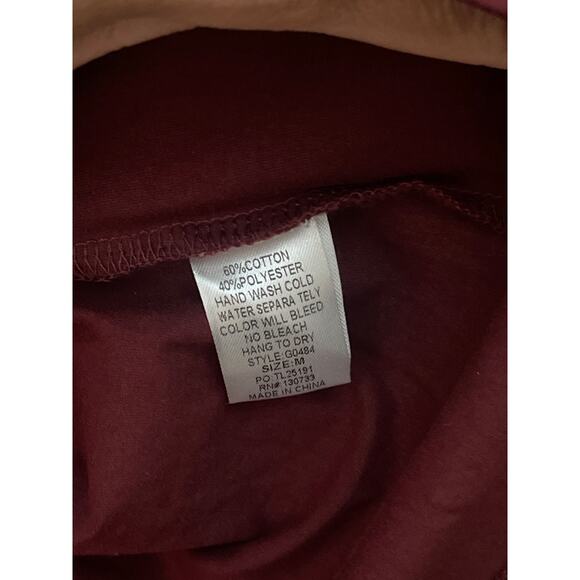 60%COTTON
40%POLYESTER
HAND WASH COLD
WATER SEPARA TELY
COLOR WILL BLEED
NO BLEACH
HANG TO DRY
STYLE:G0484
SIZE:M
PO TL25191
RN# 130733
MADE IN CHINA